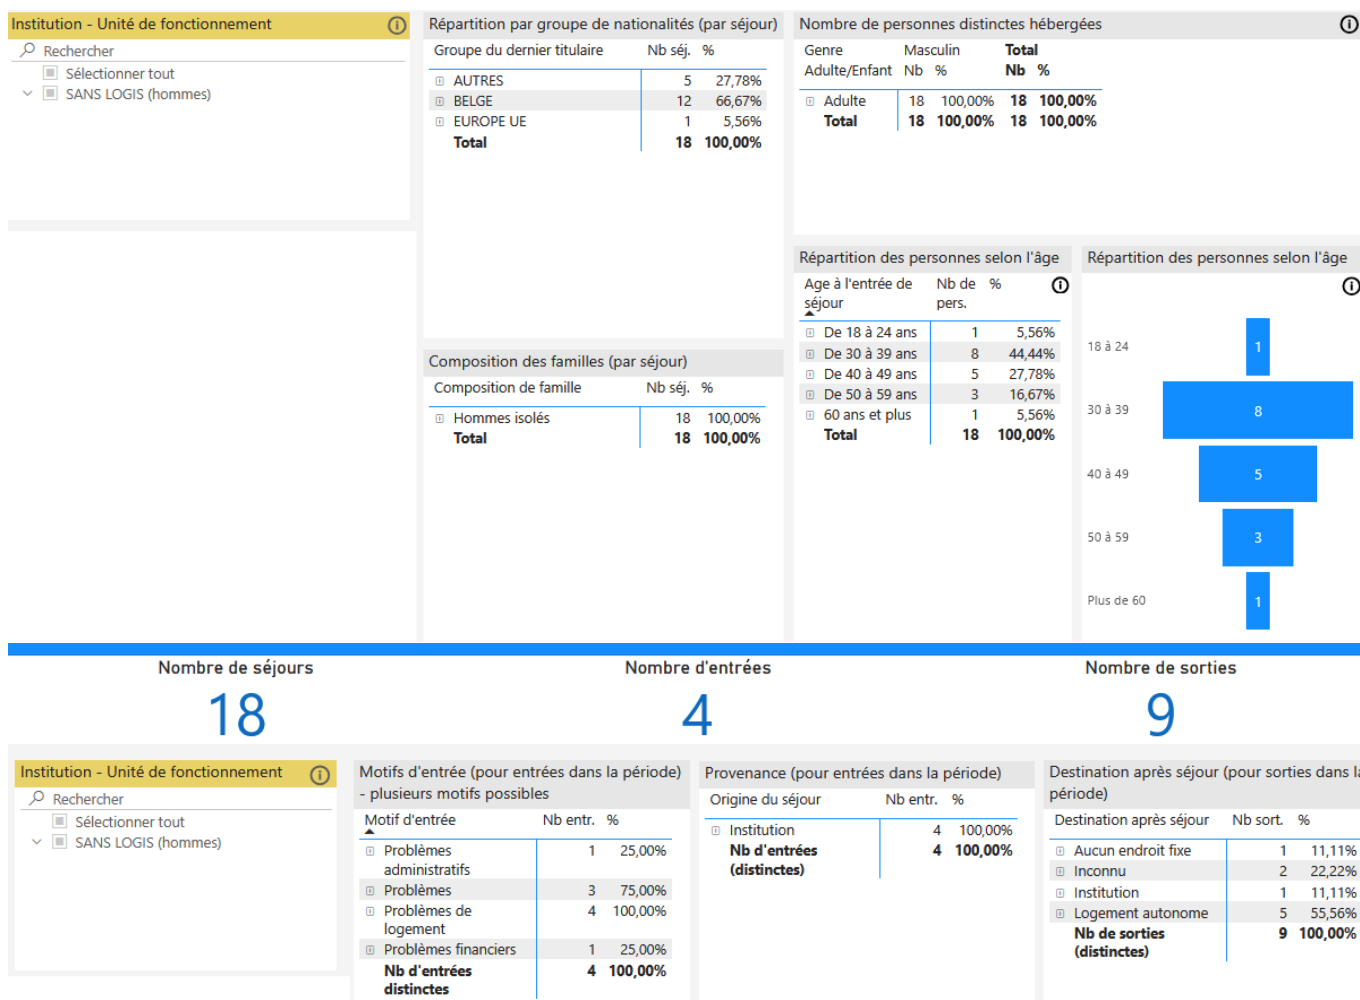 Institution - Unité de fonctionnement
Rechercher
Sélectionner tout
SANS LOGIS (hommes)
Répartition par groupe de nationalités (par séjour)
Groupe du dernier titulaire Nb séj. %
AUTRES 5 27,78%
BELGE 12 66,67%
EUROPE UE 1 5,56%
Total 18 100,00%
Composition des familles (par séjour)
Composition de famille Nb séj. %
Hommes isolés 18 100,00%
Total 18 100,00%
Nombre de personnes distinctes hébergées
Genre Masculin Total
Adulte/Enfant Nb % Nb %
Adulte 18 100,00% 18 100,00%
Total 18 100,00% 18 100,00%
Répartition des personnes selon l'âge
Age à l'entrée de Nb de %
séjour pers.
De 18 à 24 ans 1 5,56%
De 30 à 39 ans 8 44,44%
De 40 à 49 ans 5 27,78%
De 50 à 59 ans 3 16,67%
60 ans et plus 1 5,56%
Total 18 100,00%
Répartition des personnes selon l'âge
18 à 24 1
30 à 39 8
40 à 49 5
50 à 59 3
Plus de 60 1
Nombre de séjours
18
Nombre d'entrées
4
Nombre de sorties
9
Institution - Unité de fonctionnement
Rechercher
Sélectionner tout
SANS LOGIS (hommes)
Motifs d'entrée (pour entrées dans la période)
- plusieurs motifs possibles
Motif d'entrée Nb entr. %
Problèmes 1 25,00%
administratifs
Problèmes 3 75,00%
Problèmes de 4 100,00%
logement
Problèmes financiers 1 25,00%
Nb d'entrées 4 100,00%
distinctes
Provenance (pour entrées dans la période)
Origine du séjour Nb entr. %
Institution 4 100,00%
Nb d'entrées 4 100,00%
(distinctes)
Destination après séjour (pour sorties dans la
période)
Destination après séjour Nb sort. %
Aucun endroit fixe 1 11,11%
Inconnu 2 22,22%
Institution 1 11,11%
Logement autonome 5 55,56%
Nb de sorties 9 100,00%
(distinctes)